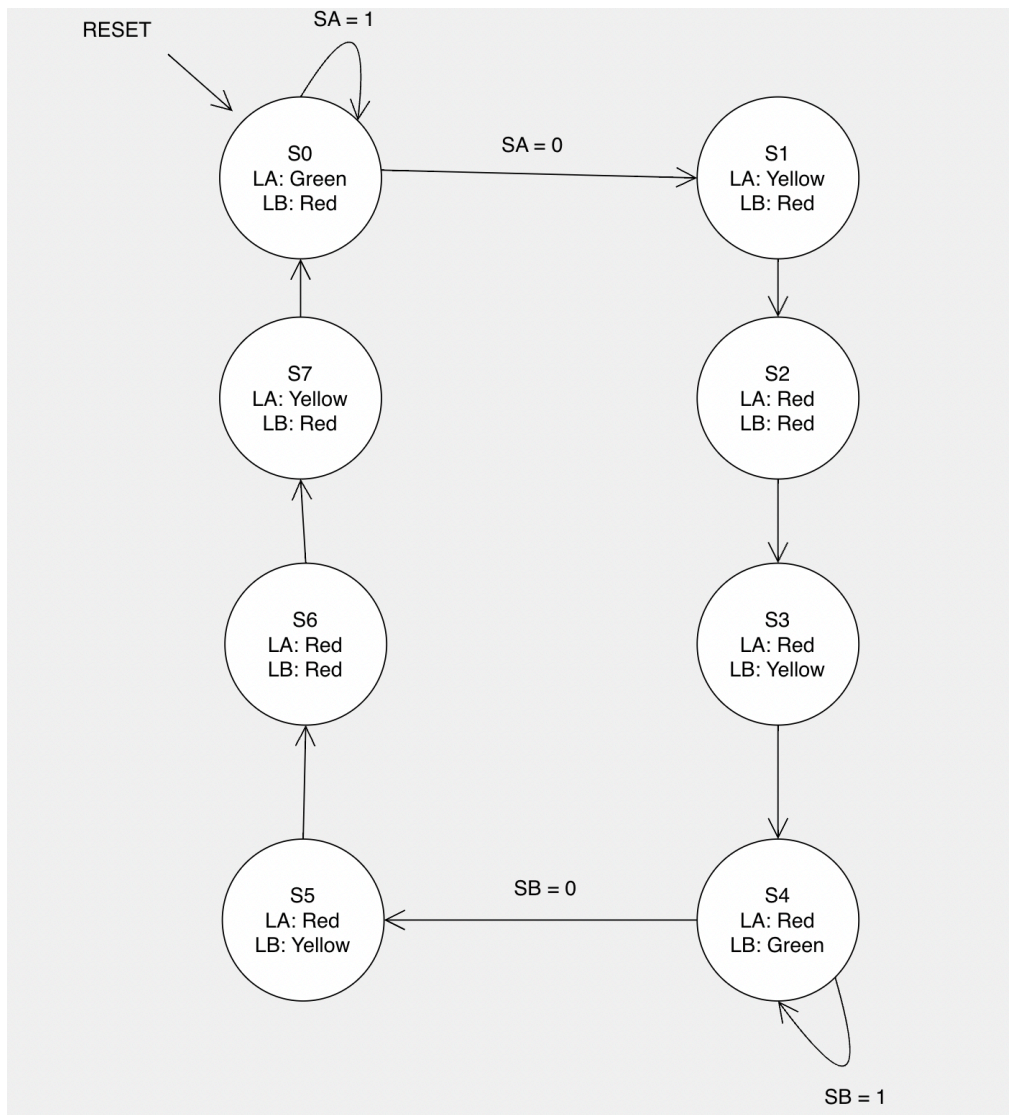 RESET
SA = 1
S0
LA: Green
LB: Red
SA = 0
S1
LA: Yellow
LB: Red
S7
LA: Yellow
LB: Red
S2
LA: Red
LB: Red
S6
LA: Red
LB: Red
S3
LA: Red
LB: Yellow
S5
LA: Red
LB: Yellow
SB = 0
S4
LA: Red
LB: Green
SB = 1